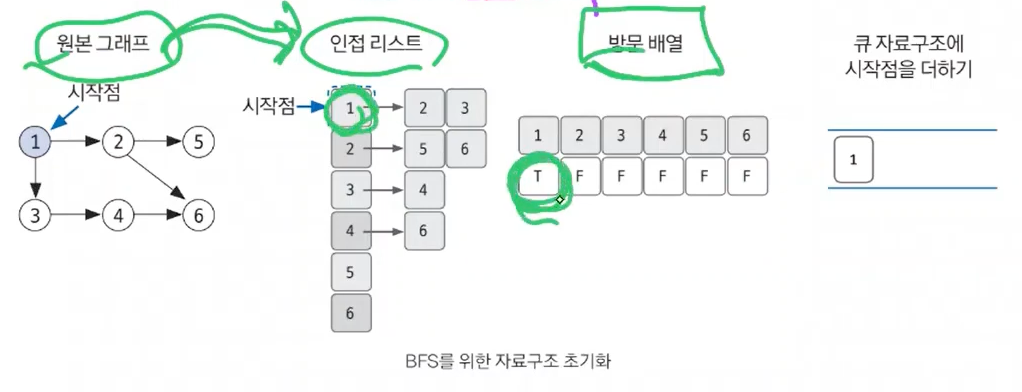 원본 그래프
인접 리스트
방문 배열
큐 자료구조에
시작점을 더하기
시작점
1 2 5
3 4 6
시작점
1 2 3
2 5 6
3 4
4 6
5
6
1 2 3 4 5 6
T F F F F F
1
BFS를 위한 자료구조 초기화